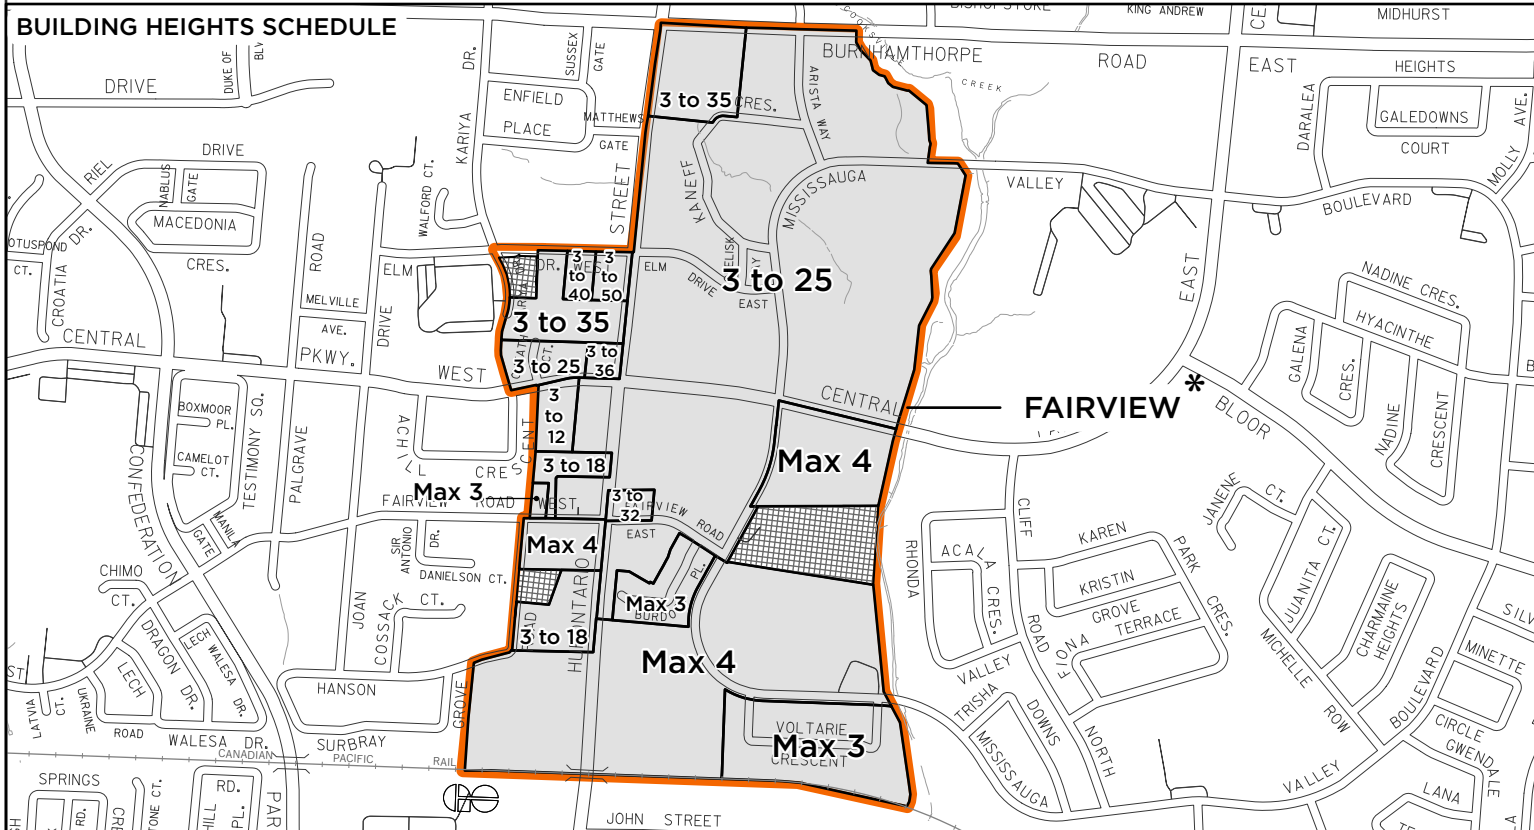 BUILDING HEIGHTS SCHEDULE
KING ANDREW
MIDHURST
BURNHAMTHORPE
ROAD
EAST
HEIGHTS
DRIVE
DUKE OF
DR.
SUSSEX
GATE
ENFIELD
PLACE
MATTHEWS
GATE
KARIYA
3 to 35
CRES.
ARISTA WAY
CREEK
DARALEA
GALEDOWNS
COURT
MOLLY AVE.
RIEL
DRIVE
NABLUS
GATE
MACEDONIA
CRES.
WALFORD CT.
STREET
KANEFF
MISSISSAUGA
VALLEY
BOULEVARD
OTUSPOND
DR.
CT.
CROATIA
ROAD
ELM
DR. WEST
3
to
40
3
to
50
ELM
DRIVE
EAST
3 to 25
EAST
NADINE CRES.
HYACINTHE
MELVILLE
AVE.
DRIVE
3 to 35
CENTRAL
PKWY.
WEST
3 to 25
CT.
3 to
36
GALENA
CRES.
NADINE
CRESCENT
CENTRAL
FAIRVIEW*
BLOOR
BOXMOOR
PL.
CAMELOT
CT.
TESTIMONY SQ.
PALGRAVE
ACHILL
CRESCENT
3
to
12
3 to 18
Max 4
Max 3
FAIRVIEW ROAD WEST
3 to
32
FAIRVIEW
ROAD
EAST
CONFEDERATION
MANILA
GATE
SIR
ANTONIO
DR.
DANIELSON CT.
Max 4
RHONDA
ACALA
CRES.
CLIFF
ROAD
KAREN
PARK
CRES.
KRISTIN
GROVE
TERRACE
JANENE
CT.
JUANITA CT.
CHARMAINE
HEIGHTS
CHIMO
CT.
JOAN
COSSACK
CT.
HURONTARIO
PL.
BURD
Max 3
3 to 18
Max 4
DRAGON DR.
LECH WALESA DR.
LECH
FIONA
MICHELLE
ROW
MINETTE
LATVIA
CT.
UKRAINE
ROAD
WALESA DR.
HANSON
GROVE
SURBRAY
CANADIAN
PACIFIC
RAIL
VALLEY
TRISHA
DOWNS
NORTH
MISSISSAUGA
VALLEY
BOULEVARD
CIRCLE
GWENDALE
LANA
VOLTARIE
CRESCENT
Max 3
SPRINGS
RD.
HILL
PL.
RD.
JOHN STREET